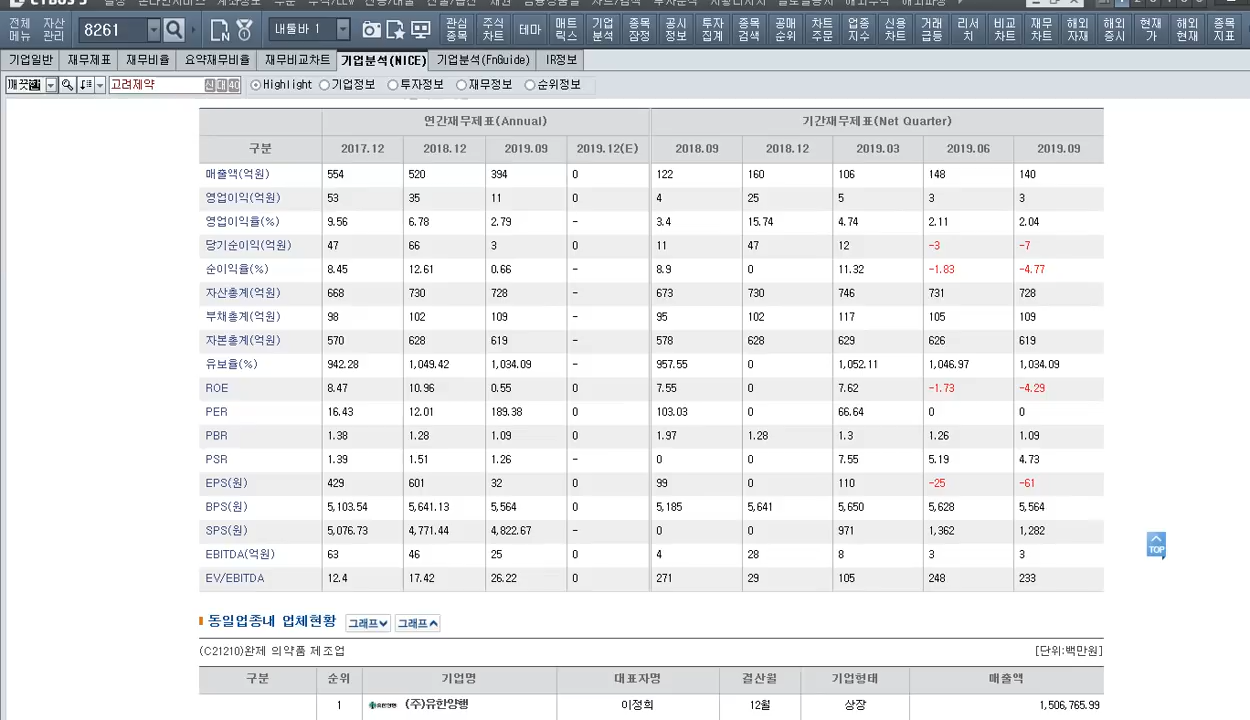 전체 메뉴 자산 관리 8261 내툴바 1 관심 종목 주식 차트 테마 매트 릭스 기업 분석 종목 잠정 공시 정보 투자 집계 종목 검색 공매 순위 차트 주문 업종 지수 신용 차트 거래 급등 리서 치 비교 차트 재무 차트 해외 자재 해외 증시 현재 가 해외 현재 종목 지표
기업일반 재무제표 재무비율 요약재무비율 재무비교차트 기업분석(NICE) 기업분석(FnGuide) IR정보
고려제약 신 대 40 Highlight 기업정보 투자정보 재무정보 순위정보
연간재무제표(Annual) 기간재무제표(Net Quarter)
구분 2017.12 2018.12 2019.09 2019.12(E) 2018.09 2018.12 2019.03 2019.06 2019.09
매출액(억원) 554 520 394 0 122 160 106 148 140
영업이익(억원) 53 35 11 0 4 25 5 3 3
영업이익율(%) 9.56 6.78 2.79 - 3.4 15.74 4.74 2.11 2.04
당기순이익(억원) 47 66 3 0 11 47 12 -3 -7
순이익율(%) 8.45 12.61 0.66 - 8.9 0 11.32 -1.83 -4.77
자산총계(억원) 668 730 728 - 673 730 746 731 728
부채총계(억원) 98 102 109 - 95 102 117 105 109
자본총계(억원) 570 628 619 - 578 628 629 626 619
유보율(%) 942.28 1,049.42 1,034.09 - 957.55 0 1,052.11 1,046.97 1,034.09
ROE 8.47 10.96 0.55 0 7.55 0 7.62 -1.73 -4.29
PER 16.43 12.01 189.38 0 103.03 0 66.64 0 0
PBR 1.38 1.28 1.09 0 1.97 1.28 1.3 1.26 1.09
PSR 1.39 1.51 1.26 - 0 0 7.55 5.19 4.73
EPS(원) 429 601 32 0 99 0 110 -25 -61
BPS(원) 5,103.54 5,641.13 5,564 0 5,185 5,641 5,650 5,628 5,564
SPS(원) 5,076.73 4,771.44 4,822.67 - 0 0 971 1,362 1,282
EBITDA(억원) 63 46 25 0 4 28 8 3 3
EV/EBITDA 12.4 17.42 26.22 0 271 29 105 248 233
TOP
동일업종내 업체현황 그래프 그래프
(C21210)완제 의약품 제조업 [단위:백만원]
구분 순위 기업명 대표자명 결산월 기업형태 매출액
1 (주)유한양행 이정희 12월 상장 1,506,765.99